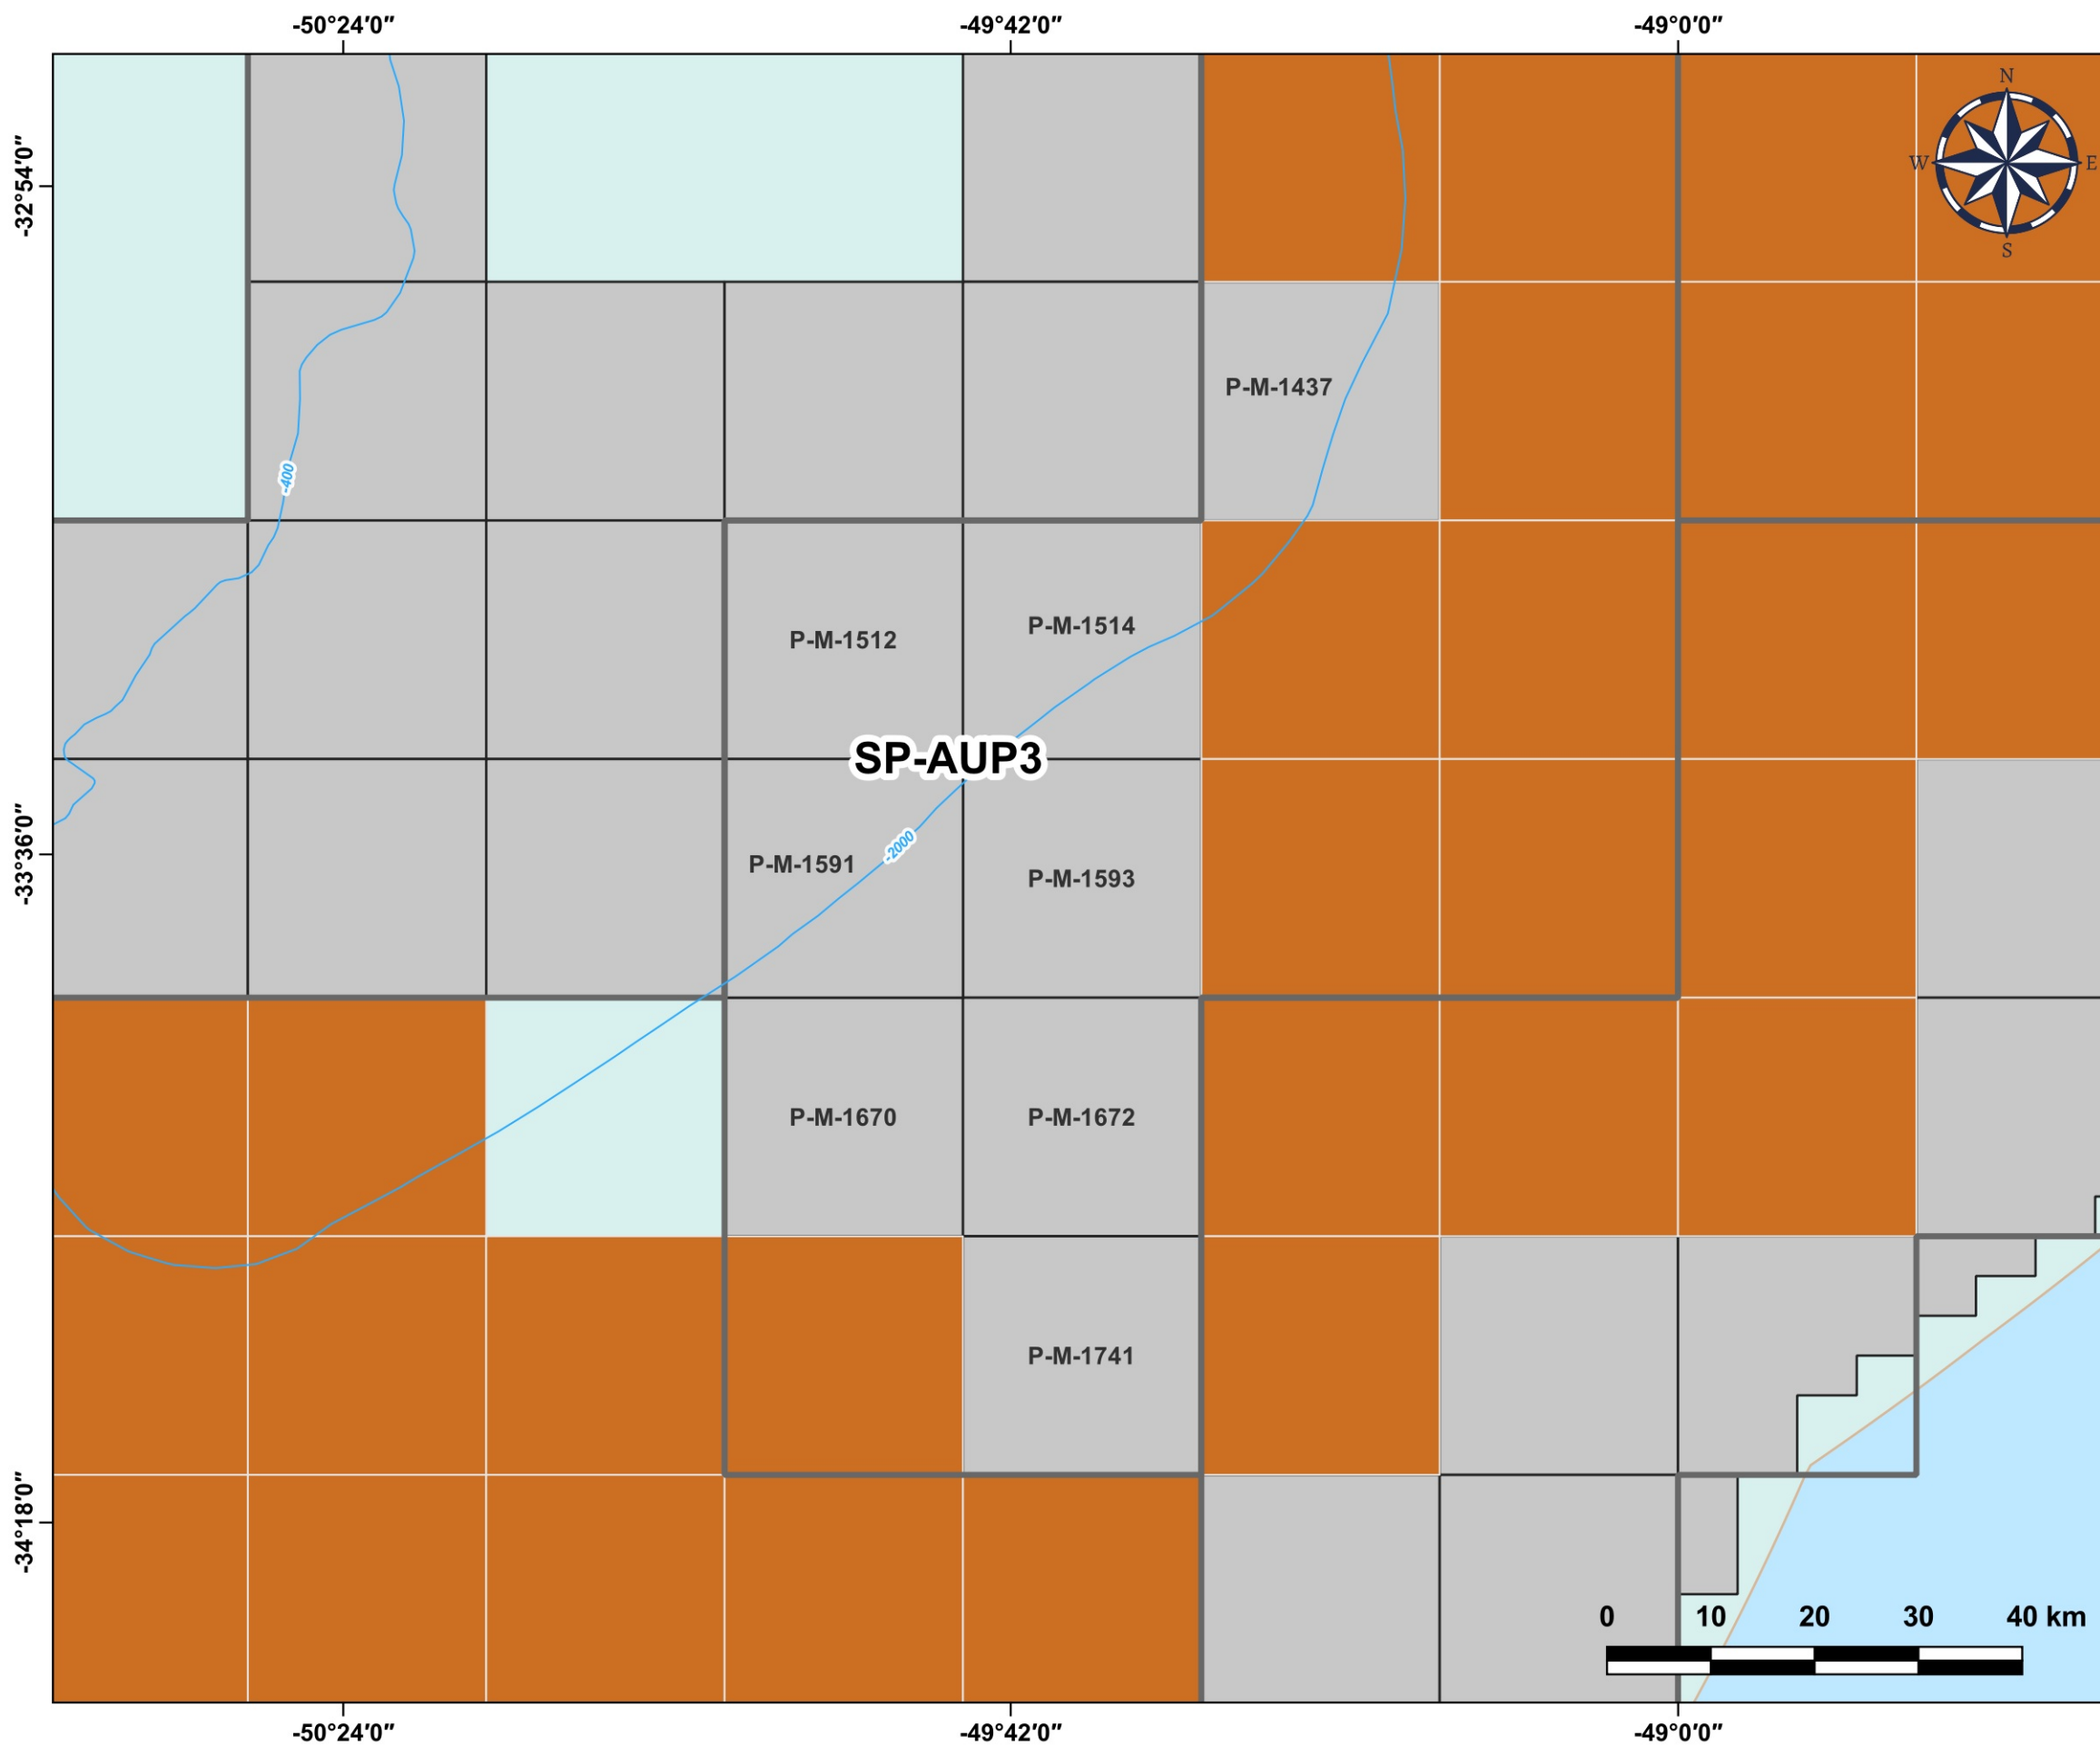 -50°24′0″ -49°42′0″ -49°0′0″
N
W E
S
-32°54′0″
P-M-1437
-400
P-M-1512 P-M-1514
SP-AUP3
-33°36′0″
-2000
P-M-1591 P-M-1593
P-M-1670 P-M-1672
P-M-1741
-34°18′0″
0 10 20 30 40 km
-50°24′0″ -49°42′0″ -49°0′0″